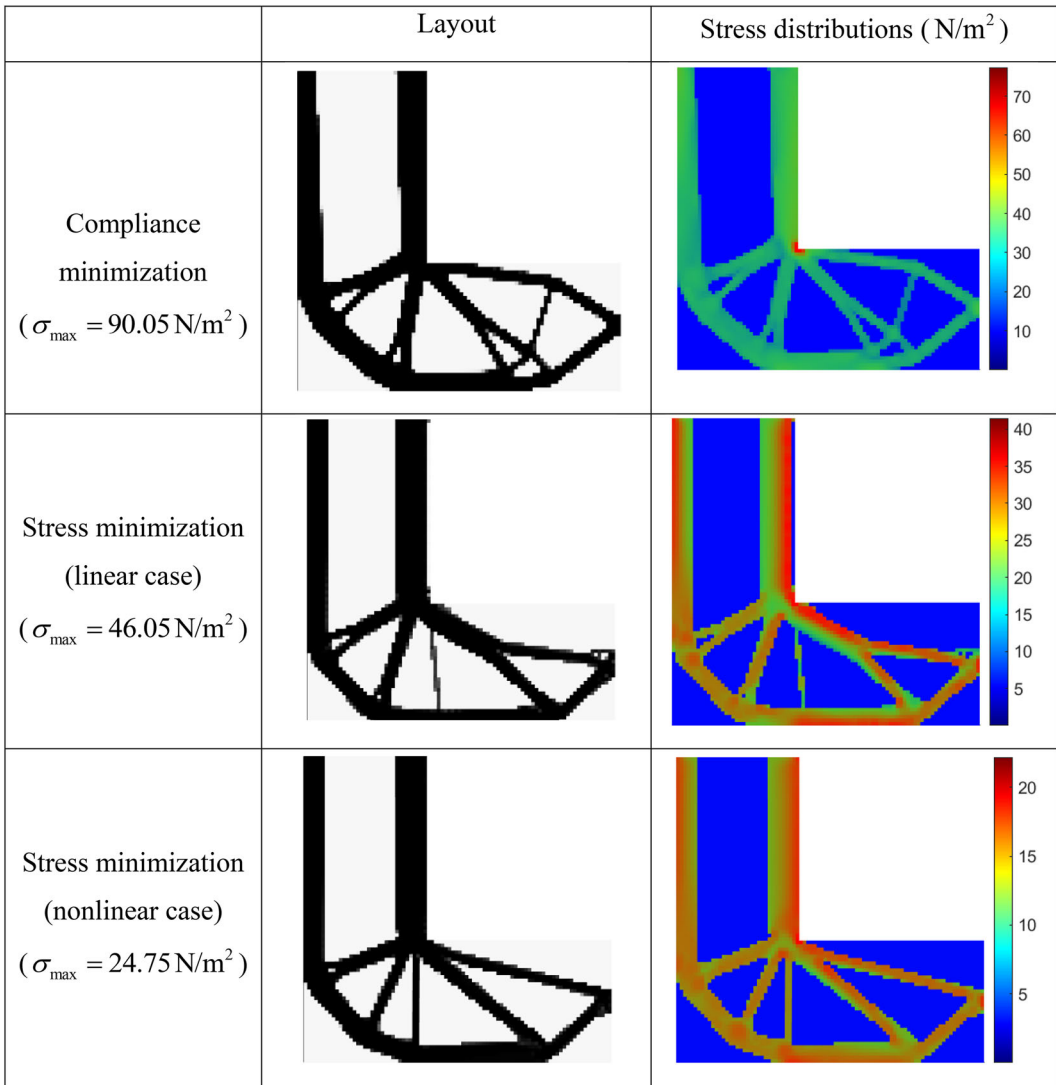 Layout
Stress distributions ( N/m² )
Compliance
minimization
( σmax = 90.05 N/m² )
70
60
50
40
30
20
10
Stress minimization
(linear case)
( σmax = 46.05 N/m² )
40
35
30
25
20
15
10
5
Stress minimization
(nonlinear case)
( σmax = 24.75 N/m² )
20
15
10
5